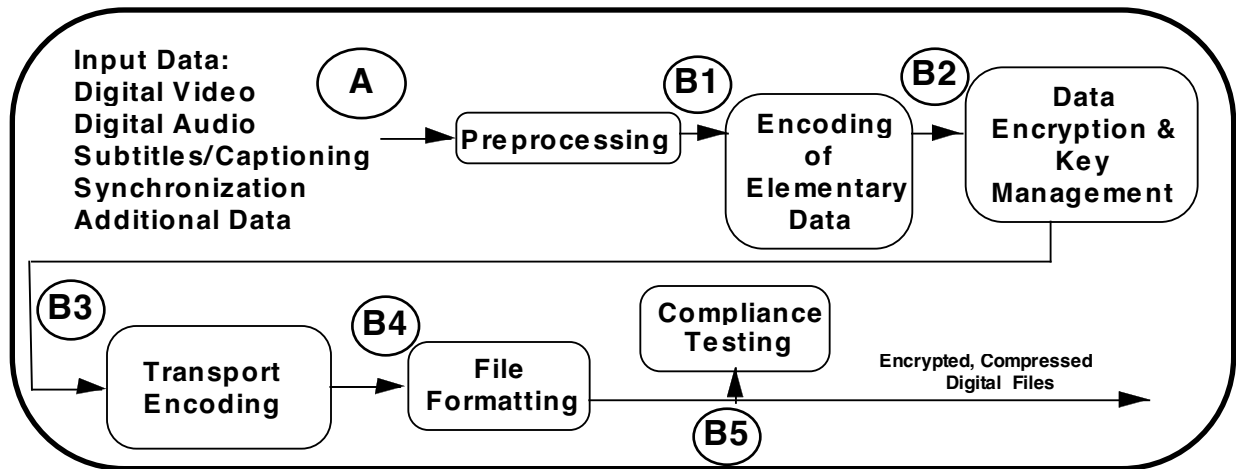 Input Data:
Digital Video
Digital Audio
Subtitles/Captioning
Synchronization
Additional Data
A
Preprocessing
B1
Encoding
of
Elementary
Data
B2
Data
Encryption &
Key
Management
B3
Transport
Encoding
B4
File
Formatting
Compliance
Testing
B5
Encrypted, Compressed
Digital Files